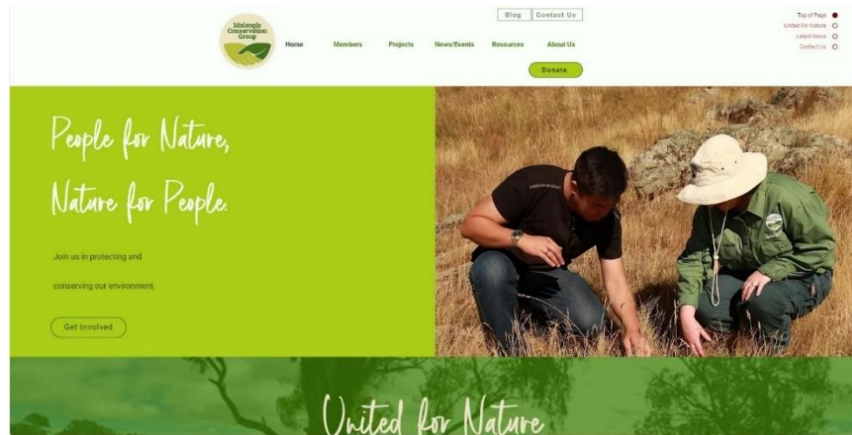 Blog
Contact Us
Top of Page
United For Nature
Latest News
Contact Us
Molonglo
Conservation
Group
Home
Members
Projects
News/Events
Resources
About Us
Donate
People for Nature,
Nature for People.
Join us in protecting and
conserving our environment.
Get Involved
United for Nature